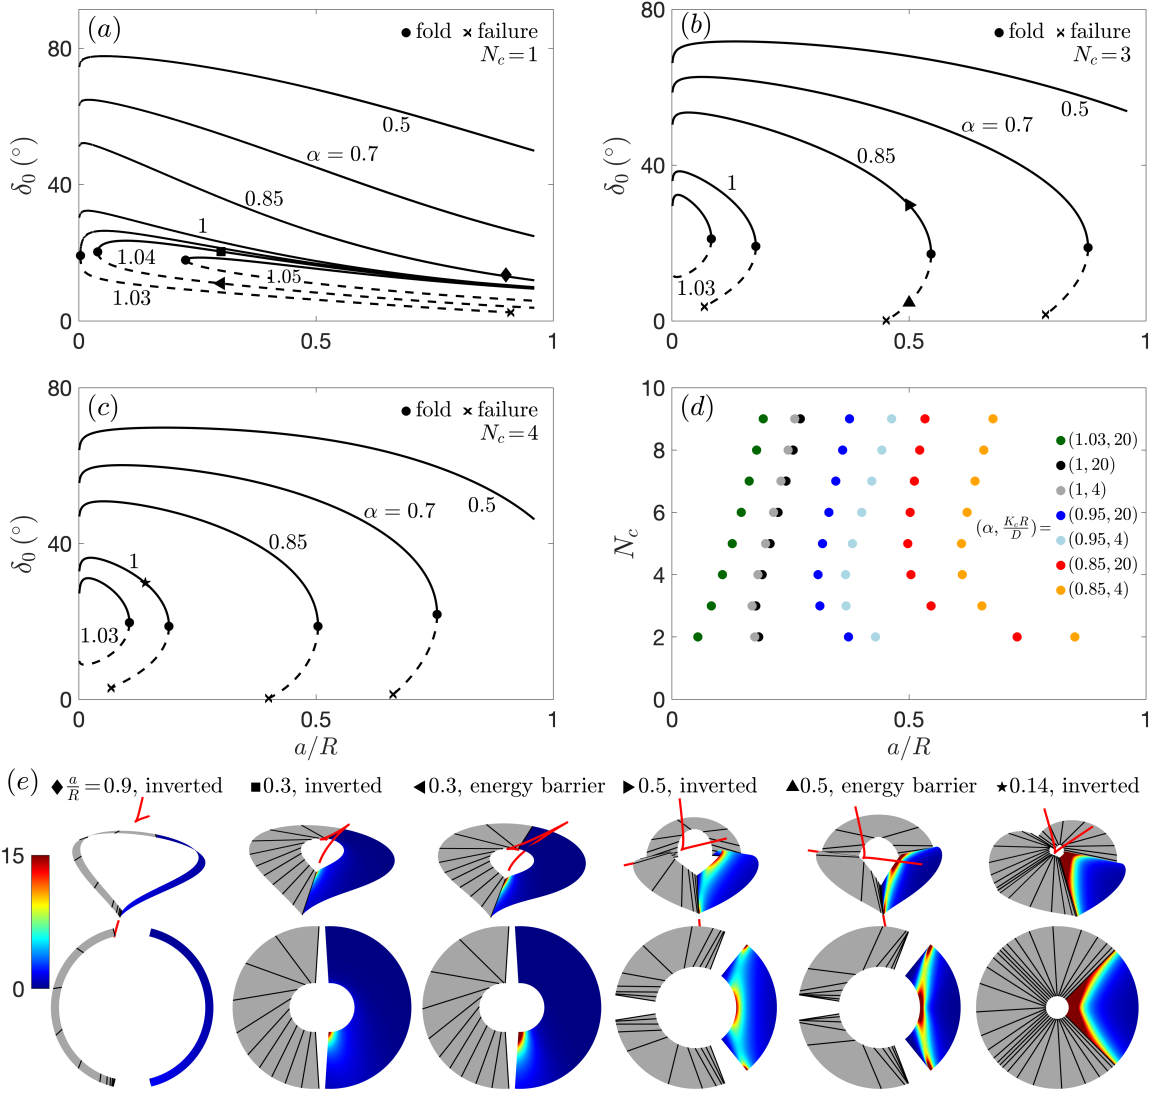 (a)
fold failure
N_c = 1
80
40
0
0
0.5
1
δ₀ (°)
0.5
α = 0.7
0.85
1
1.04
1.05
1.03
(b)
fold failure
N_c = 3
80
40
0
0
0.5
1
δ₀ (°)
0.5
α = 0.7
0.85
1
1.03
(c)
fold failure
N_c = 4
80
40
0
0
0.5
1
δ₀ (°)
a/R
0.5
α = 0.7
0.85
1
1.03
(d)
10
8
6
4
2
0
0
0.5
1
N_c
a/R
(α, K_cR/D) =
(1.03, 20)
(1, 20)
(1, 4)
(0.95, 20)
(0.95, 4)
(0.85, 20)
(0.85, 4)
(e)
a/R = 0.9, inverted
0.3, inverted
0.3, energy barrier
0.5, inverted
0.5, energy barrier
0.14, inverted
15
0